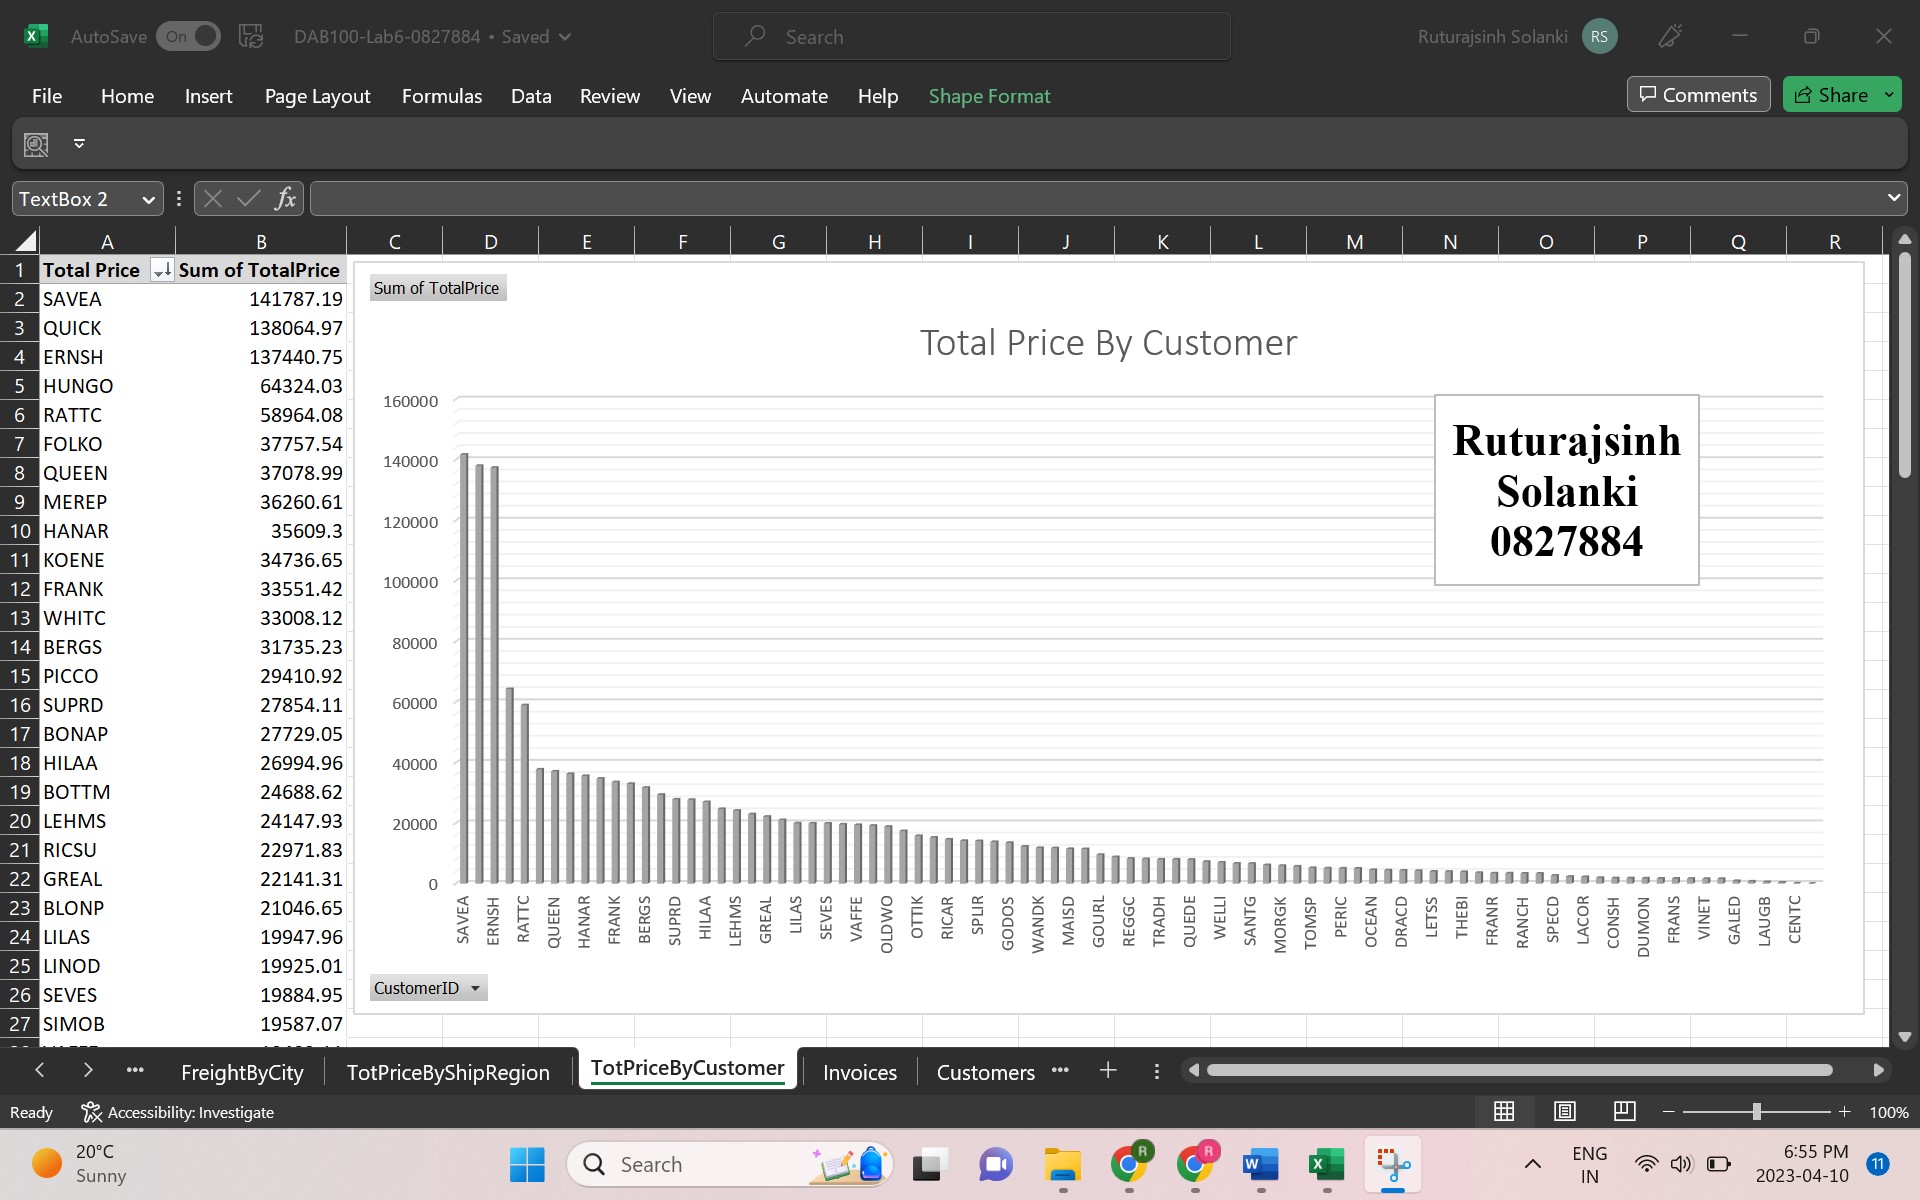 AutoSave On DAB100-Lab6-0827884 • Saved Search Ruturajsinh Solanki RS
File Home Insert Page Layout Formulas Data Review View Automate Help Shape Format Comments Share
TextBox 2 fx
A B C D E F G H I J K L M N O P Q R
1 Total Price Sum of TotalPrice
2 SAVEA 141787.19
3 QUICK 138064.97
4 ERNSH 137440.75
5 HUNGO 64324.03
6 RATTC 58964.08
7 FOLKO 37757.54
8 QUEEN 37078.99
9 MEREP 36260.61
10 HANAR 35609.3
11 KOENE 34736.65
12 FRANK 33551.42
13 WHITC 33008.12
14 BERGS 31735.23
15 PICCO 29410.92
16 SUPRD 27854.11
17 BONAP 27729.05
18 HILAA 26994.96
19 BOTTM 24688.62
20 LEHMS 24147.93
21 RICSU 22971.83
22 GREAL 22141.31
23 BLONP 21046.65
24 LILAS 19947.96
25 LINOD 19925.01
26 SEVES 19884.95
27 SIMOB 19587.07
Sum of TotalPrice
Total Price By Customer
160000
140000
120000
100000
80000
60000
40000
20000
0
Ruturajsinh
Solanki
0827884
SAVEA ERNSH RATTC QUEEN HANAR FRANK BERGS SUPRD HILAA LEHMS GREAL LILAS SEVES VAFFE OLDWO OTTIK RICAR SPLIR GODOS WANDK MAISD GOURL REGGC TRADH QUEDE WELLI SANTG MORGK TOMSP PERIC OCEAN DRACD LETSS THEBI FRANR RANCH SPECD LACOR CONSH DUMON FRANS VINET GALED LAUGB CENTC
CustomerID
FreightByCity TotPriceByShipRegion TotPriceByCustomer Invoices Customers
Ready Accessibility: Investigate 100%
20°C
Sunny
Search
R
R
ENG
IN
6:55 PM
2023-04-10
11